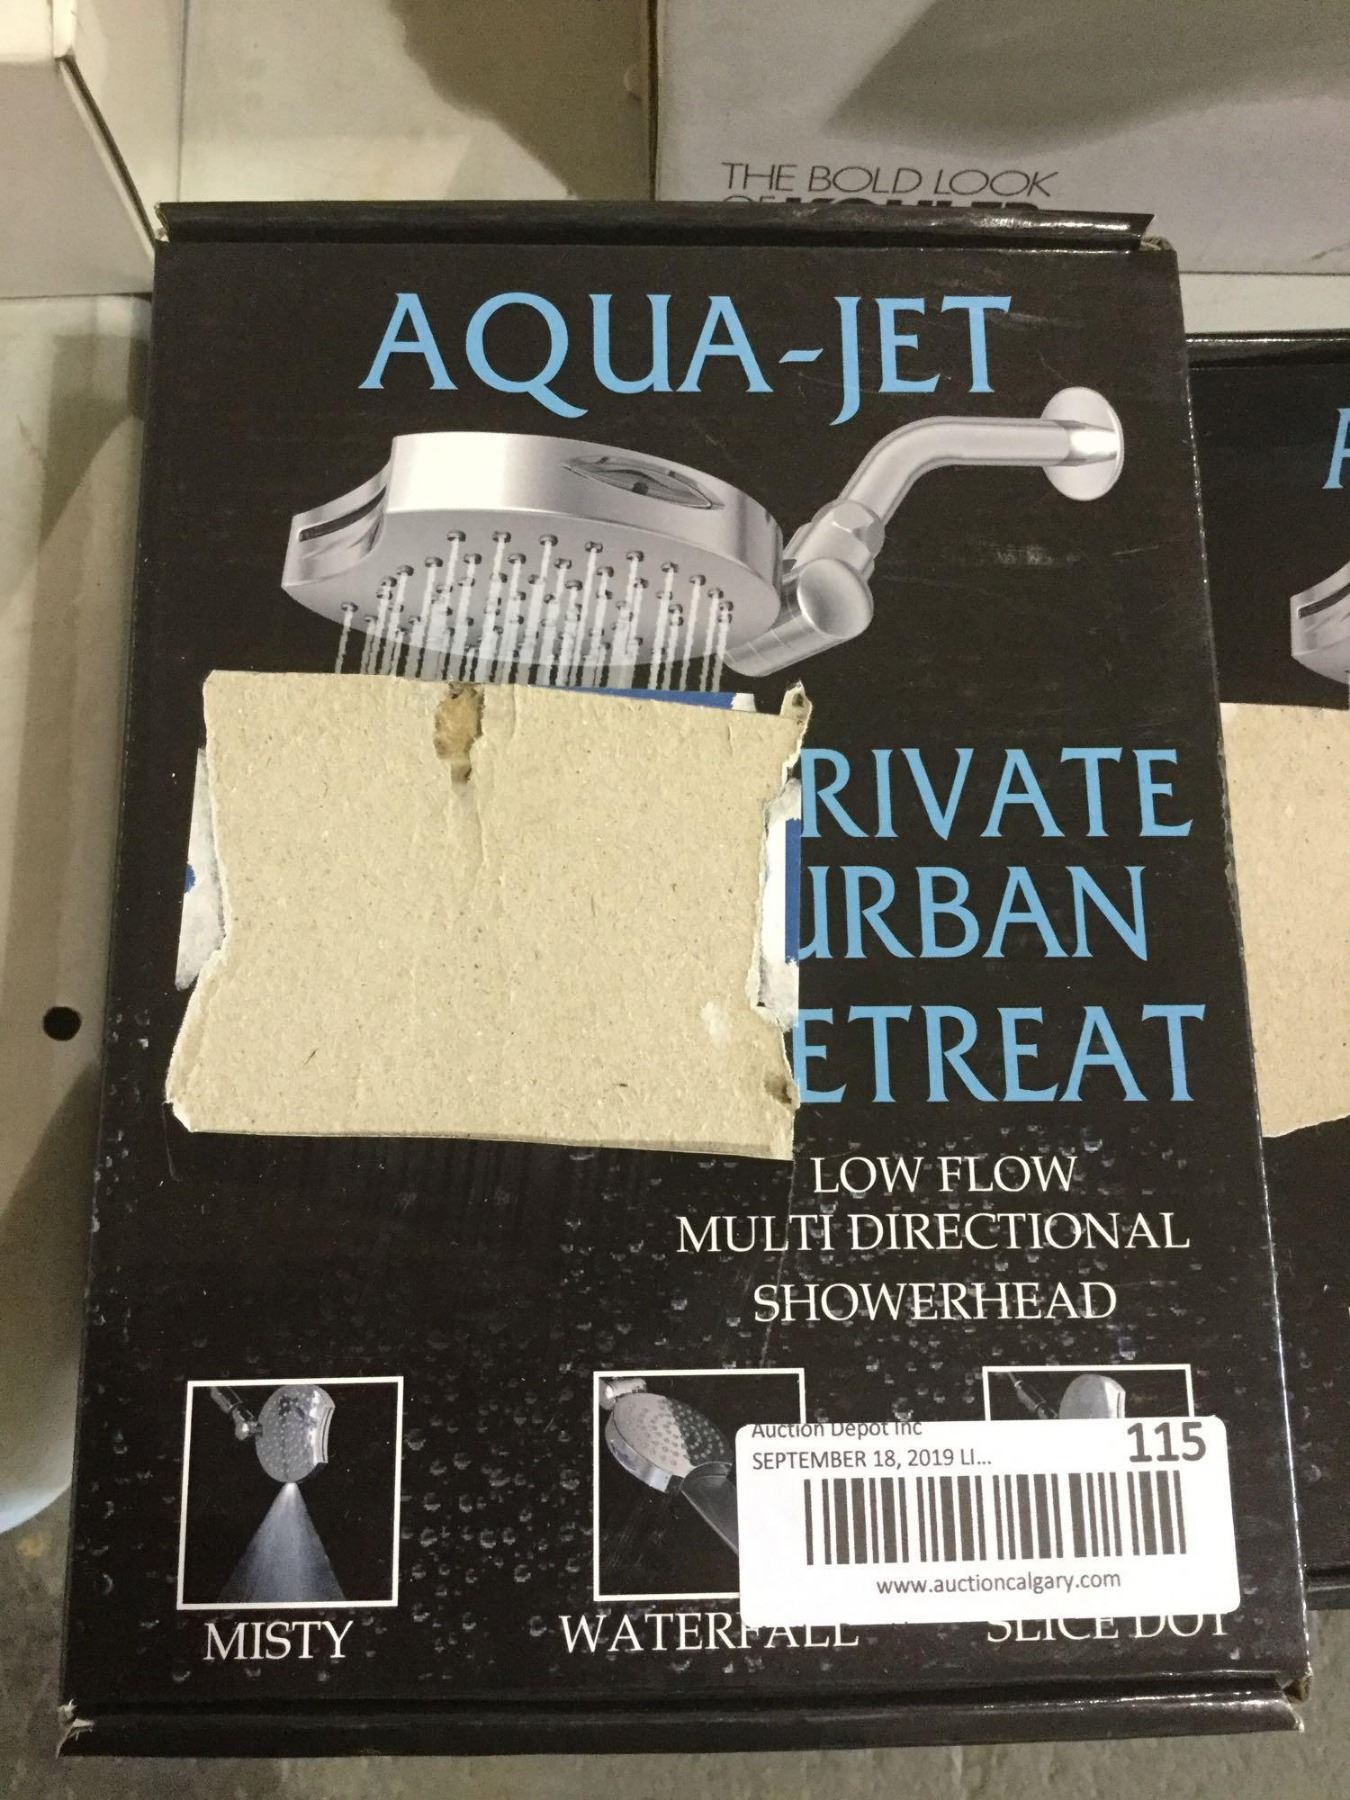 THE BOLD LOOK
AQUA-JET
RIVATE
URBAN
ETREAT
LOW FLOW
MULTI DIRECTIONAL
SHOWERHEAD
Auction Depot Inc
115
SEPTEMBER 18, 2019 LI...
www.auctioncalgary.com
MISTY
WATERFALL
SLICE DOT